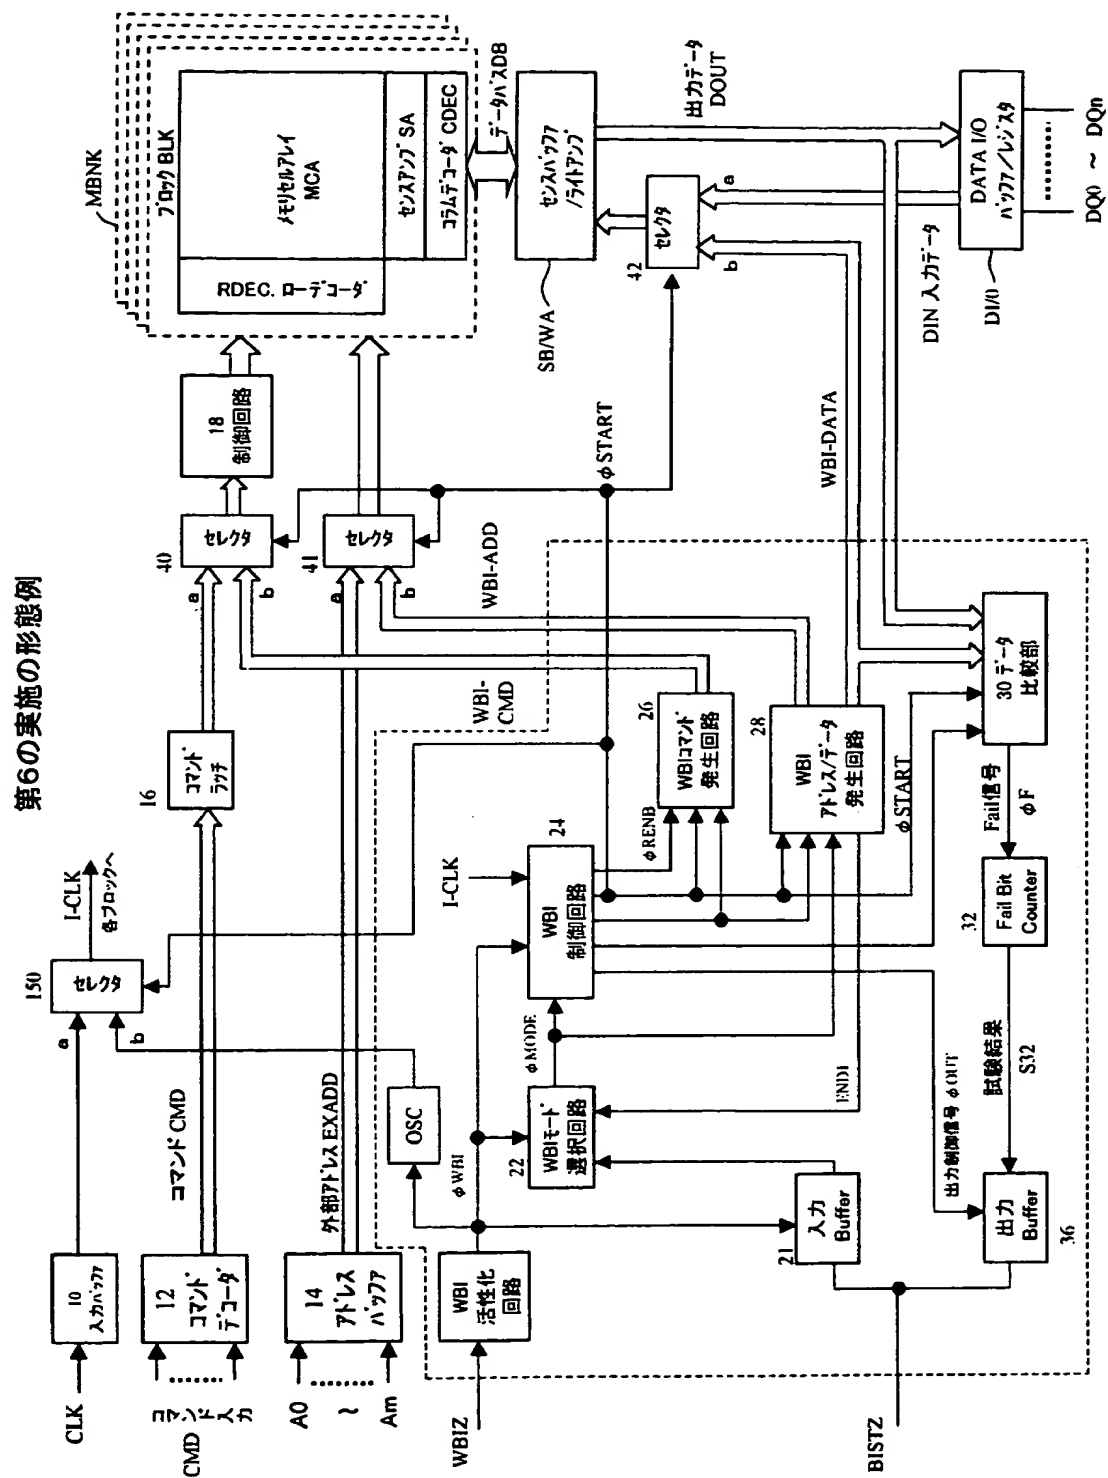 第6の実施の形態例
CLK
10
入力バッファ
a
b
150
セレクタ
I-CLK
各ブロックへ
コマンド入力
CMD
12
コマンド
デコーダ
コマンド CMD
16
コマンド
ラッチ
a
b
40
セレクタ
18
制御回路
MBNK
ブロック BLK
メモリセルアレイ
MCA
RDEC. ローデコーダ
センスアンプ SA
コラムデコーダ CDEC
データバスDB
A0
~
Am
14
アドレス
バッファ
外部アドレス EXADD
a
b
41
セレクタ
OSC
WBI-
CMD
WBI-ADD
φSTART
センスバッファ
/ライトアンプ
SB/WA
42
セレクタ
a
b
出力データ
DOUT
WBIZ
WBI
活性化
回路
φWBI
22
WBIモード
選択回路
φMODE
I-CLK
24
WBI
制御回路
φRENB
26
WBIコマンド
発生回路
28
WBI
アドレス/データ
発生回路
WBI-DATA
ENDI
φSTART
DIN 入力データ
DATA I/O
バッファ/レジスタ
DI/O
DQ0 ~ DQn
BISTZ
21
入力
Buffer
出力
Buffer
36
出力制御信号 φOUT
試験結果
S32
32
Fail Bit
Counter
Fail信号
φF
30 データ
比較部